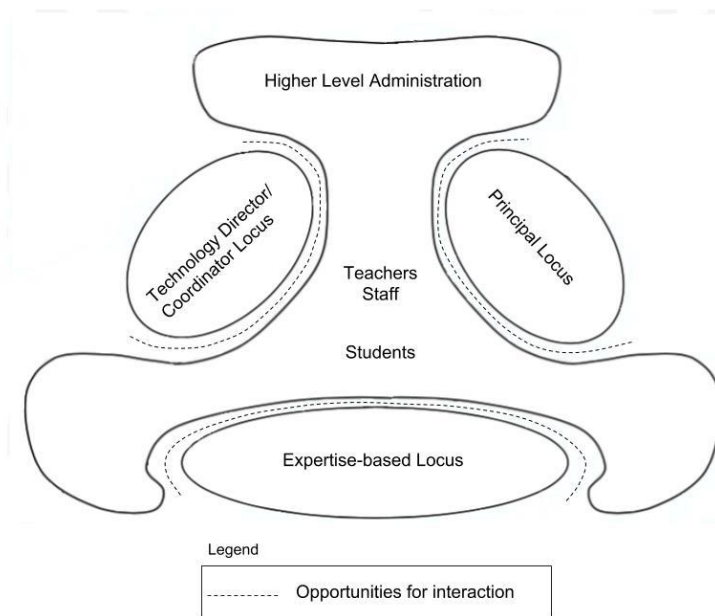 Higher Level Administration
Technology Director/
Coordinator Locus
Principal Locus
Teachers
Staff
Students
Expertise-based Locus
Legend
Opportunities for interaction